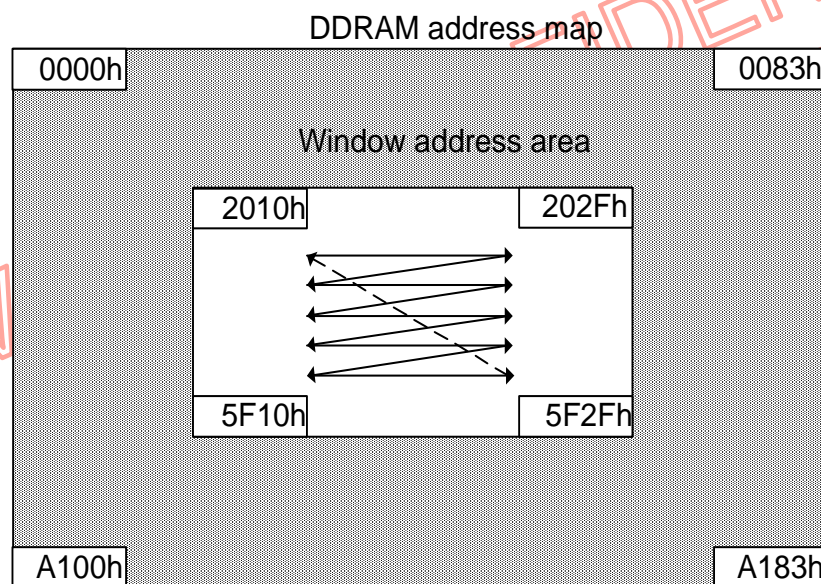 DDRAM address map
0000h 0083h
Window address area
2010h 202Fh
5F10h 5F2Fh
A100h A183h